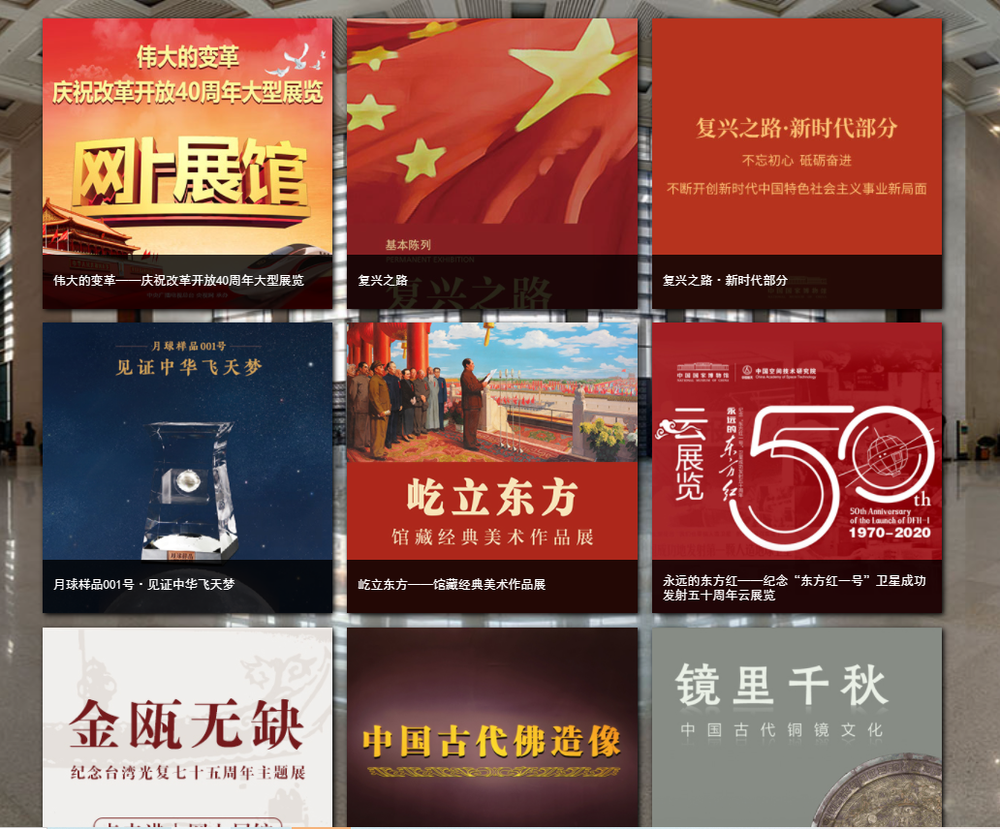 伟大的变革
庆祝改革开放40周年大型展览
网上展馆
伟大的变革——庆祝改革开放40周年大型展览
基本陈列
PERMANENT EXHIBITION
复兴之路
复兴之路
复兴之路·新时代部分
不忘初心 砥砺奋进
不断开创新时代中国特色社会主义事业新局面
复兴之路·新时代部分
月球样品001号
见证中华飞天梦
月球样品001号
月球样品001号·见证中华飞天梦
屹立东方
馆藏经典美术作品展
屹立东方——馆藏经典美术作品展
中国国家博物馆
NATIONAL MUSEUM OF CHINA
中国空间技术研究院
China Academy of Space Technology
云展览
永远的东方红
50th
50th Anniversary
of the Launch of DFH-1
1970-2020
永远的东方红——纪念“东方红一号”卫星成功
发射五十周年云展览
金瓯无缺
纪念台湾光复七十五周年主题展
中国古代佛造像
镜里千秋
中国古代铜镜文化